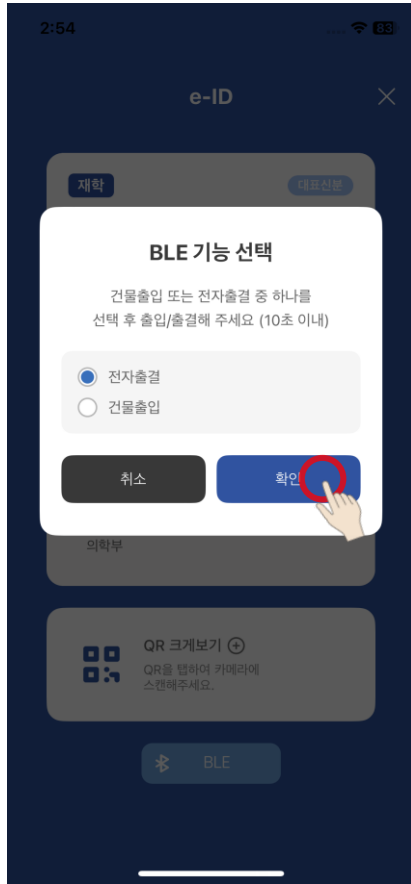 2:54
83
e-ID
재학
대표신분
BLE 기능 선택
건물출입 또는 전자출결 중 하나를
선택 후 출입/출결해 주세요 (10초 이내)
전자출결
건물출입
취소
확인
의학부
QR 크게보기
QR을 탭하여 카메라에
스캔해주세요.
BLE